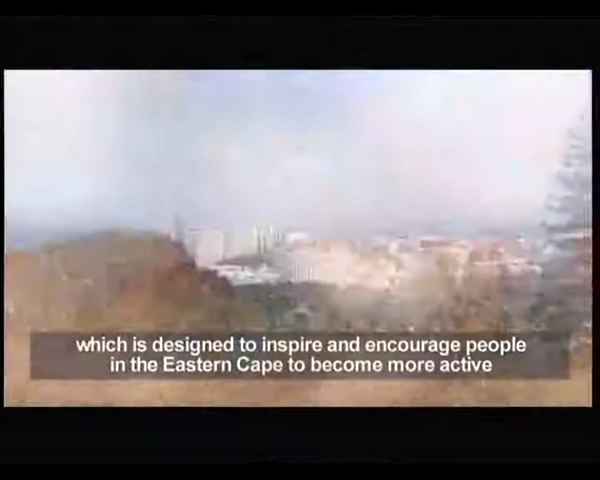 which is designed to inspire and encourage people
in the Eastern Cape to become more active